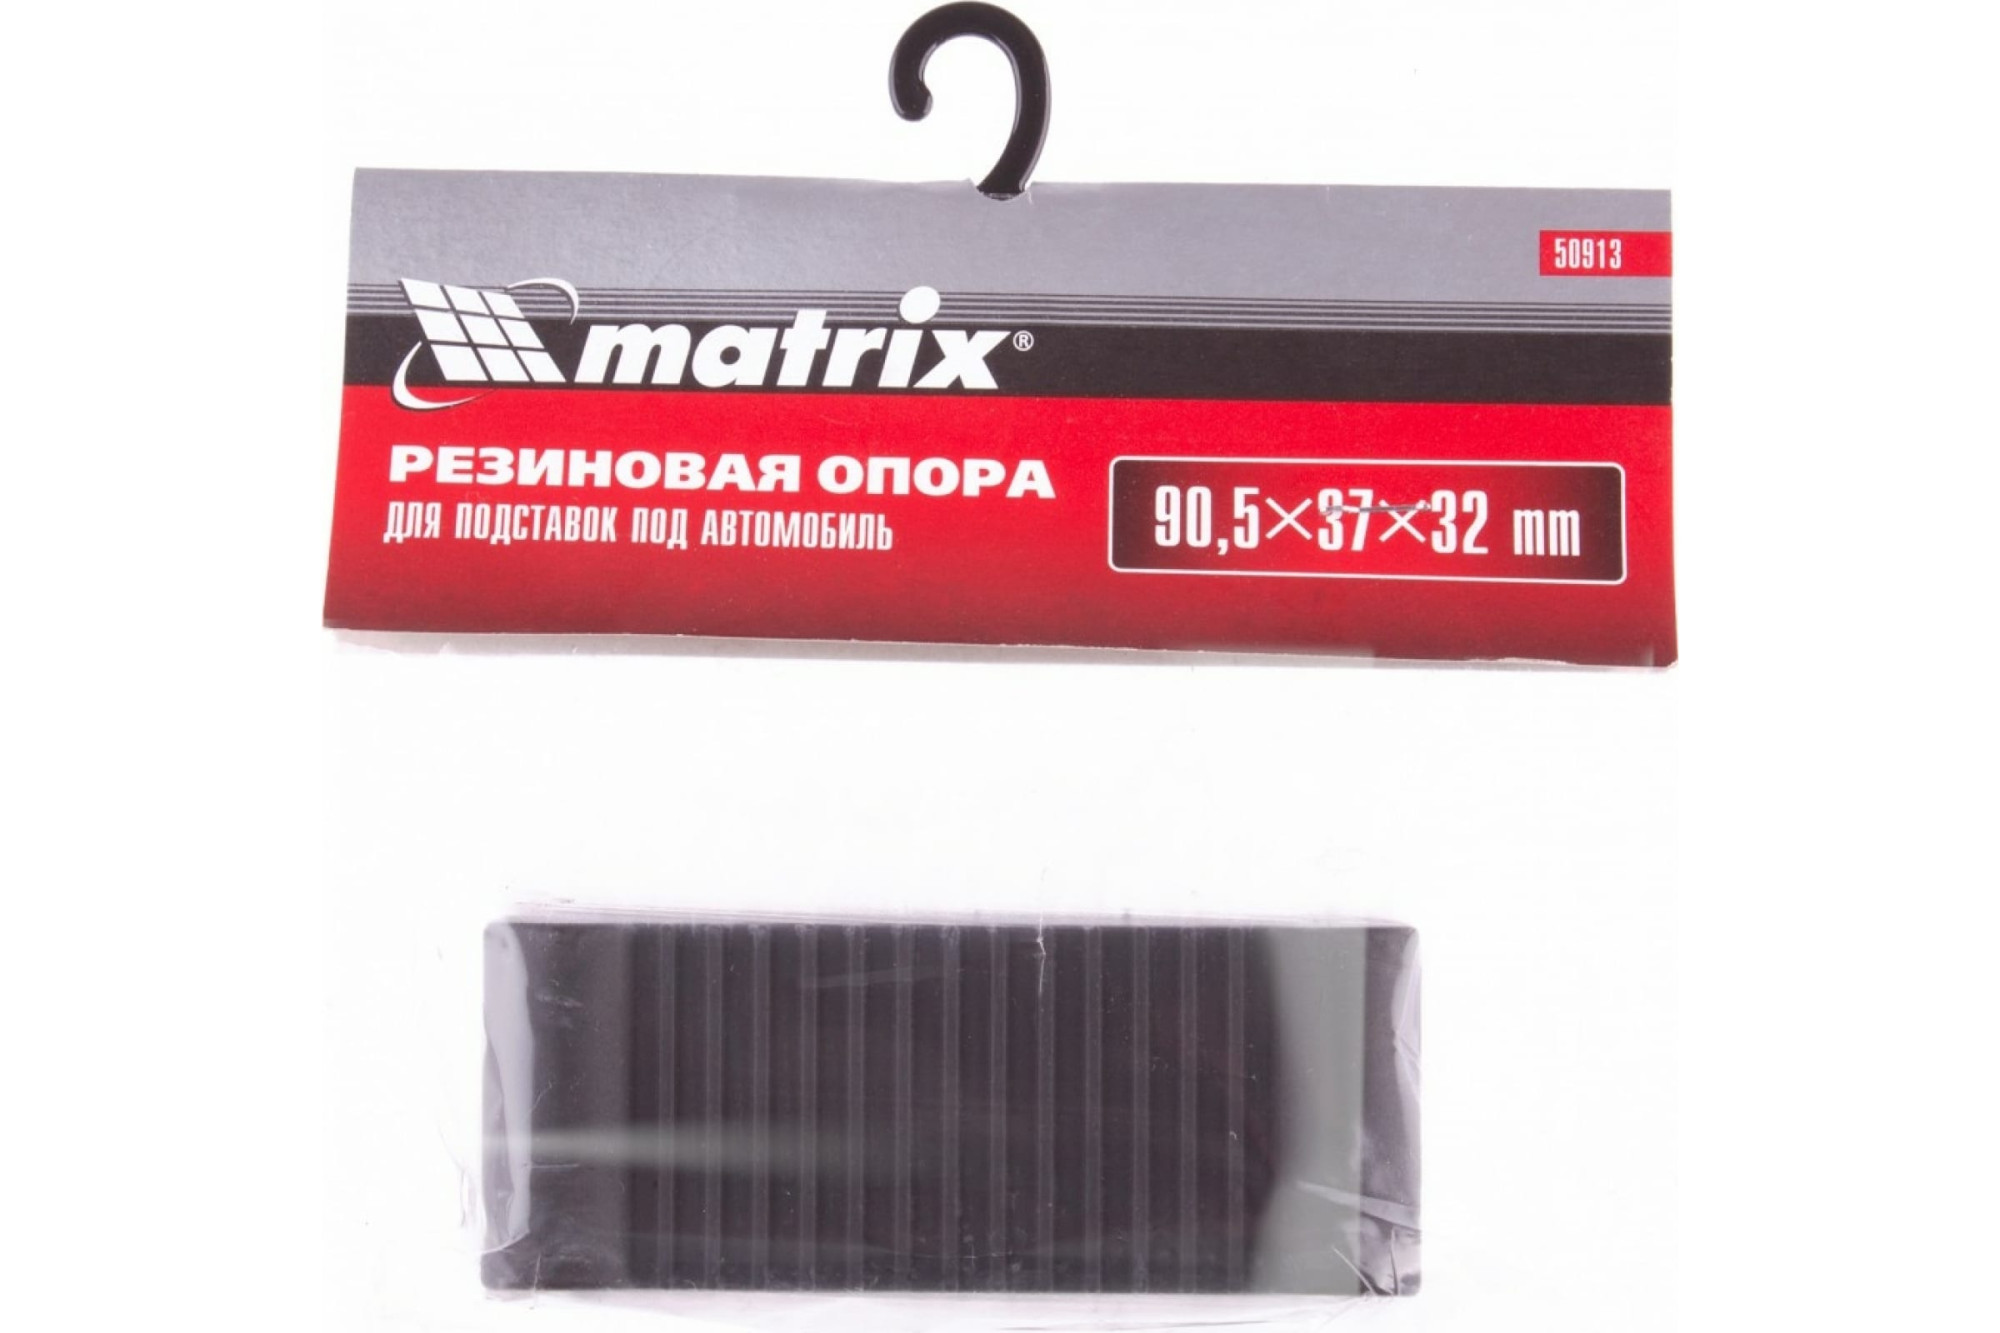 50913
matrix®
РЕЗИНОВАЯ ОПОРА
ДЛЯ ПОДСТАВОК ПОД АВТОМОБИЛЬ
90,5×37×32 mm